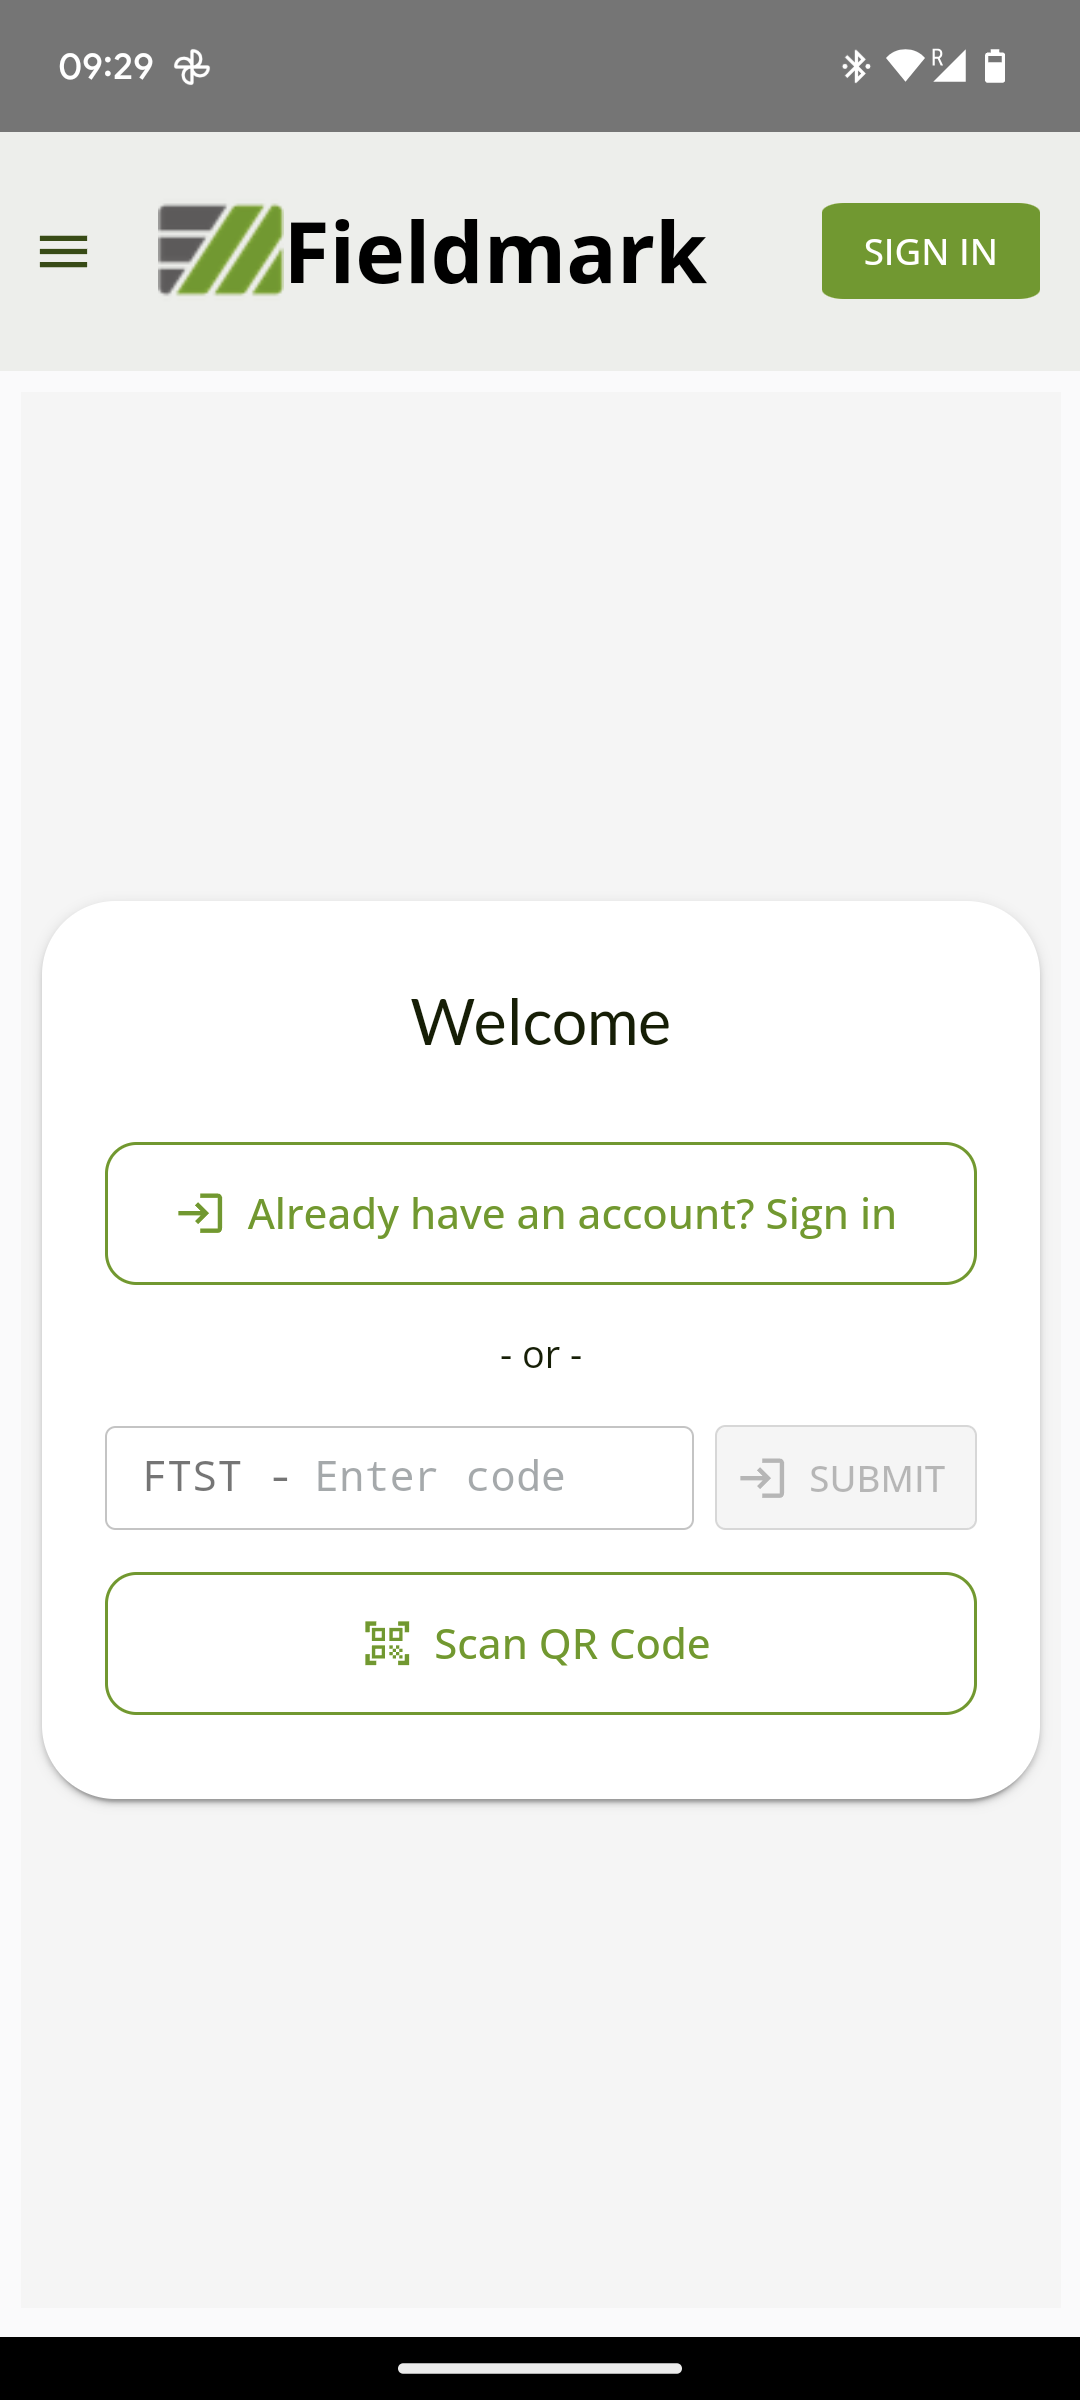 09:29
R
Fieldmark
SIGN IN
Welcome
Already have an account? Sign in
- or -
FTST - Enter code
SUBMIT
Scan QR Code